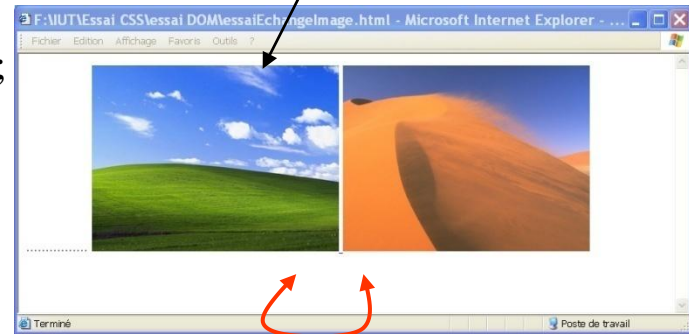 F:\IUT\Essai CSS\essai DOM\essaiEchangeImage.html - Microsoft Internet Explorer - ...
Fichier Edition Affichage Favoris Outils ?
;
Terminé
Poste de travail